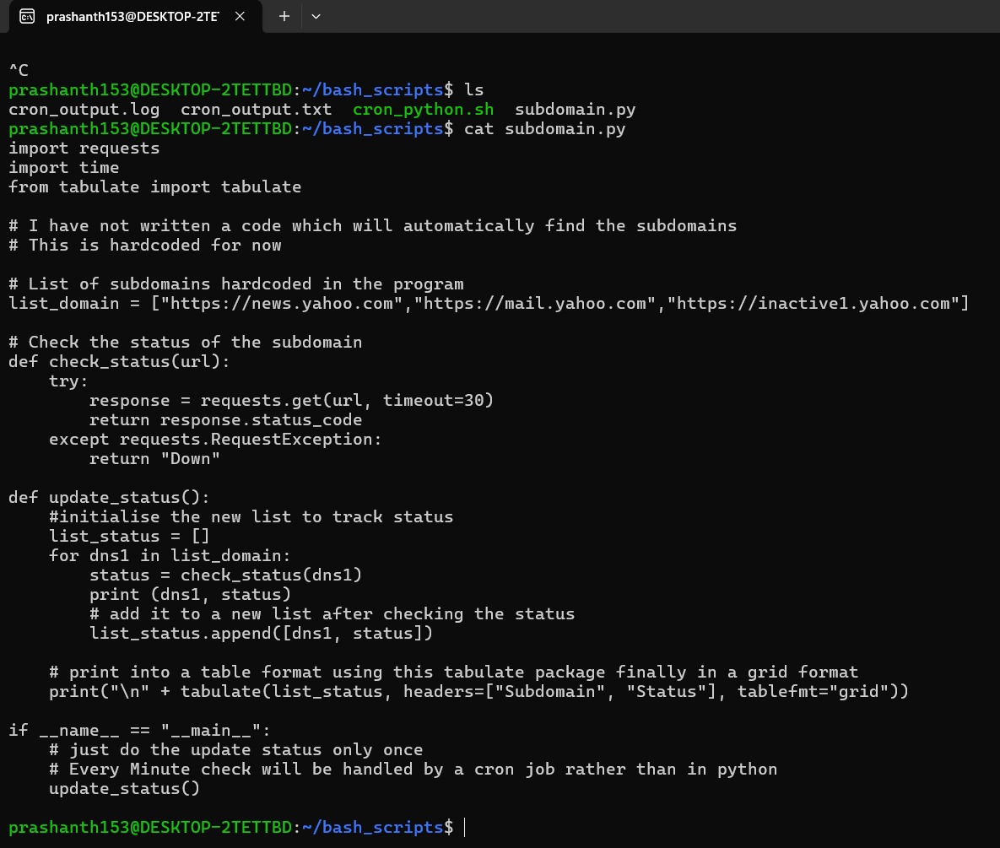 prashanth153@DESKTOP-2TE
^C
prashanth153@DESKTOP-2TETTBD:~/bash_scripts$ ls
cron_output.log  cron_output.txt  cron_python.sh  subdomain.py
prashanth153@DESKTOP-2TETTBD:~/bash_scripts$ cat subdomain.py
import requests
import time
from tabulate import tabulate

# I have not written a code which will automatically find the subdomains
# This is hardcoded for now

# List of subdomains hardcoded in the program
list_domain = ["https://news.yahoo.com","https://mail.yahoo.com","https://inactive1.yahoo.com"]

# Check the status of the subdomain
def check_status(url):
    try:
        response = requests.get(url, timeout=30)
        return response.status_code
    except requests.RequestException:
        return "Down"

def update_status():
    #initialise the new list to track status
    list_status = []
    for dns1 in list_domain:
        status = check_status(dns1)
        print (dns1, status)
        # add it to a new list after checking the status
        list_status.append([dns1, status])

    # print into a table format using this tabulate package finally in a grid format
    print("\n" + tabulate(list_status, headers=["Subdomain", "Status"], tablefmt="grid"))

if __name__ == "__main__":
    # just do the update status only once
    # Every Minute check will be handled by a cron job rather than in python
    update_status()

prashanth153@DESKTOP-2TETTBD:~/bash_scripts$